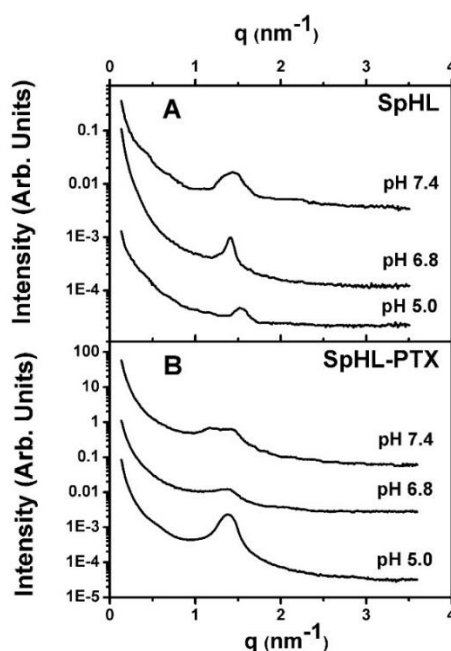 q (nm⁻¹)
0 1 2 3 4
A SpHL
Intensity (Arb. Units)
0.1
0.01
1E-3
1E-4
pH 7.4
pH 6.8
pH 5.0
B SpHL-PTX
Intensity (Arb. Units)
100
10
1
0.1
0.01
1E-3
1E-4
1E-5
pH 7.4
pH 6.8
pH 5.0
0 1 2 3 4
q (nm⁻¹)